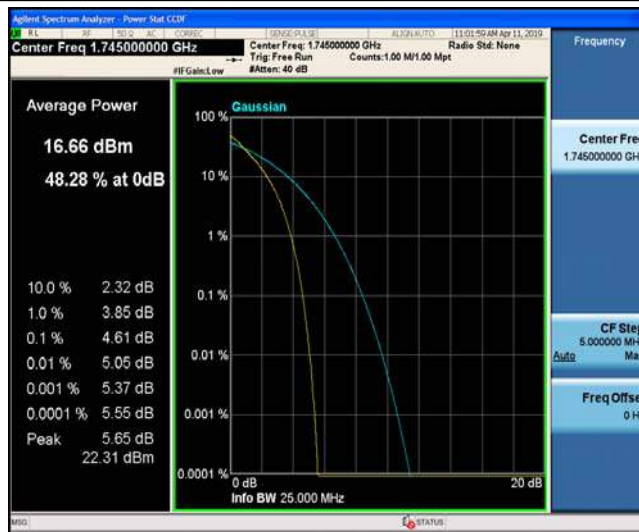 Agilent Spectrum Analyzer - Power Stat CCDF
RL RF 50 Ω AC CORREC SENSE:PULSE ALIGN AUTO 11:01:59 AM Apr 11, 2019
Center Freq 1.745000000 GHz
Center Freq: 1.745000000 GHz
Radio Std: None
Trig: Free Run
Counts:1.00 M/1.00 Mpt
#IFGain:Low
#Atten: 40 dB
Frequency
Average Power
16.66 dBm
48.28 % at 0dB
10.0 % 2.32 dB
1.0 % 3.85 dB
0.1 % 4.61 dB
0.01 % 5.05 dB
0.001 % 5.37 dB
0.0001 % 5.55 dB
Peak 5.65 dB
22.31 dBm
Gaussian
100 %
10 %
1 %
0.1 %
0.01 %
0.001 %
0.0001 %
0 dB
20 dB
Info BW 25.000 MHz
Center Fre
1.745000000 GH
CF Ste
5.000000 MH
Auto Ma
Freq Offse
0 H
MSG
STATUS